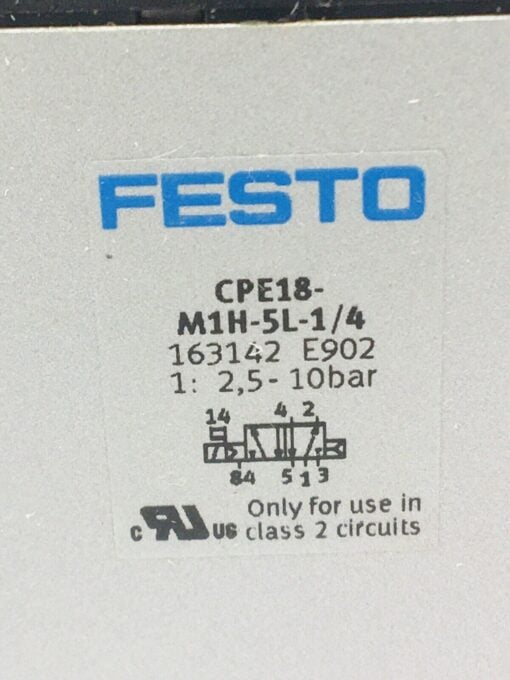 FESTO
CPE18-
M1H-5L-1/4
163142 E902
1: 2,5-10bar
14 4 2
84 5 1 3
Only for use in
c RU US class 2 circuits